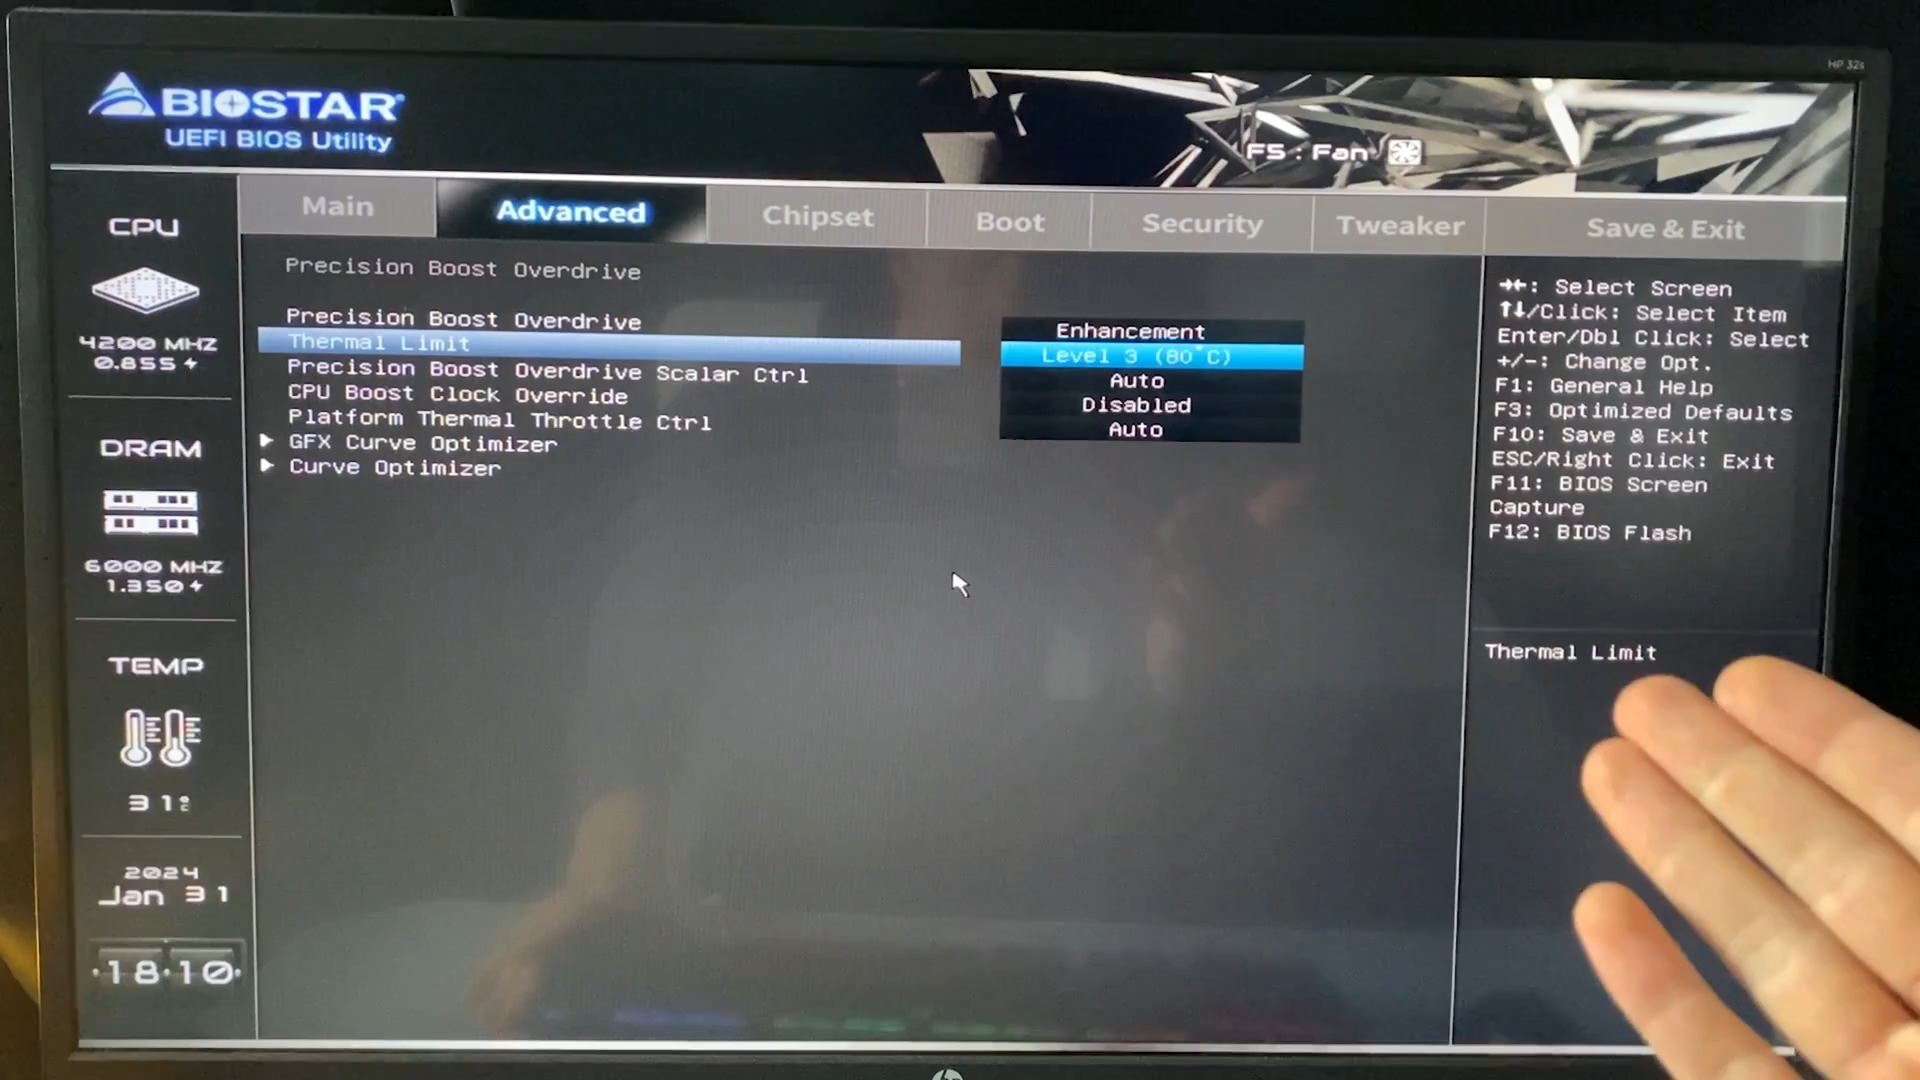 HP 32s
BIOSTAR
UEFI BIOS Utility
F5 : Fan
Main
Advanced
Chipset
Boot
Security
Tweaker
Save & Exit
CPU
4200 MHZ
0.855
DRAM
6000 MHZ
1.350
TEMP
31°C
2024
Jan 31
18:10
Precision Boost Overdrive
Precision Boost Overdrive Enhancement
Thermal Limit Level 3 (80°C)
Precision Boost Overdrive Scalar Ctrl Auto
CPU Boost Clock Override Disabled
Platform Thermal Throttle Ctrl Auto
GFX Curve Optimizer
Curve Optimizer
→←: Select Screen
↑↓/Click: Select Item
Enter/Dbl Click: Select
+/-: Change Opt.
F1: General Help
F3: Optimized Defaults
F10: Save & Exit
ESC/Right Click: Exit
F11: BIOS Screen
Capture
F12: BIOS Flash
Thermal Limit
hp